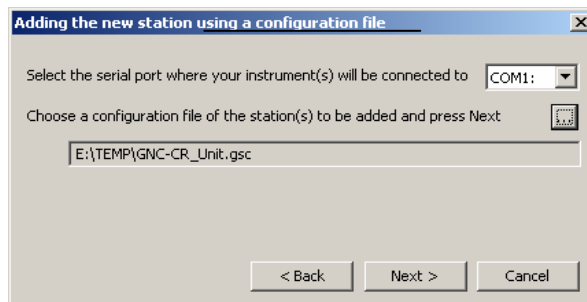 Adding the new station using a configuration file
Select the serial port where your instrument(s) will be connected to COM1:
Choose a configuration file of the station(s) to be added and press Next ...
E:\TEMP\GNC-CR_Unit.gsc
< Back Next > Cancel